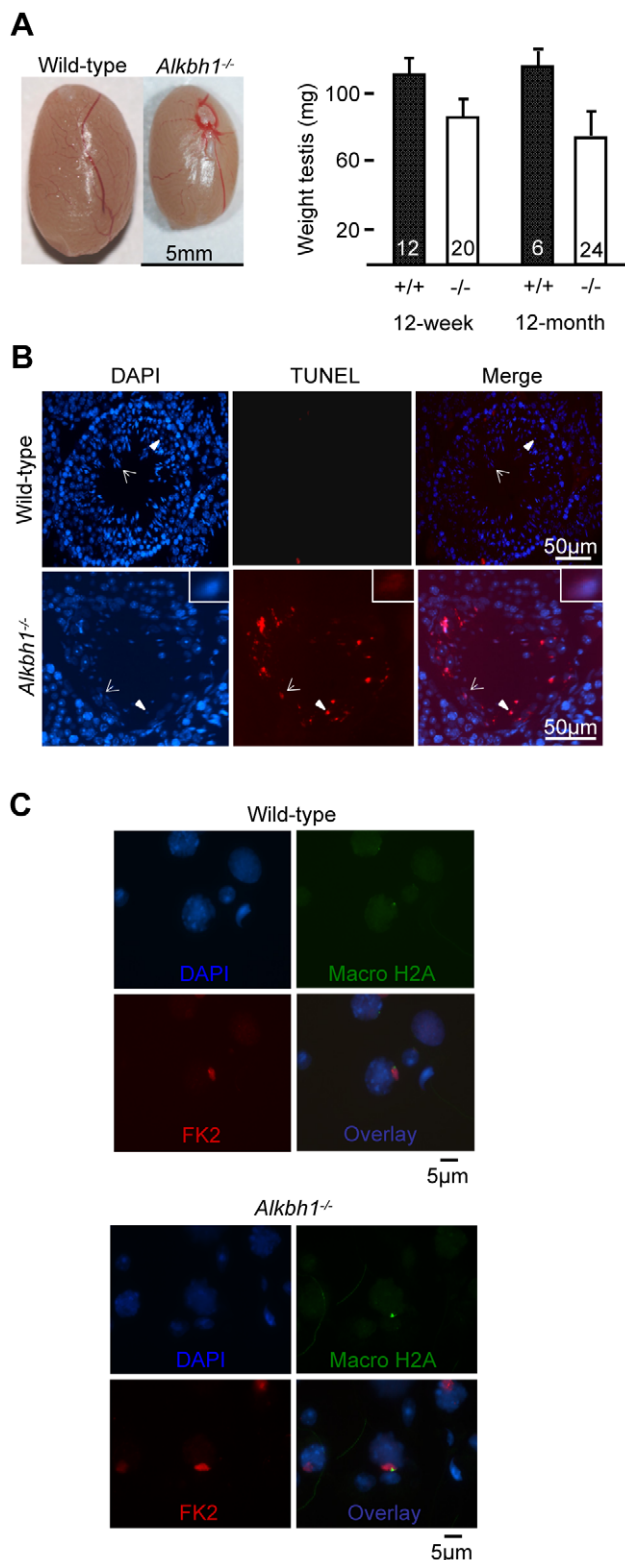 A
Wild-type Alkbh1-/-
5mm
Weight testis (mg)
100
60
20
12 20 6 24
+/+ -/- +/+ -/-
12-week 12-month
B
DAPI TUNEL Merge
Wild-type
50µm
Alkbh1-/-
50µm
C
Wild-type
DAPI Macro H2A
FK2 Overlay
5µm
Alkbh1-/-
DAPI Macro H2A
FK2 Overlay
5µm